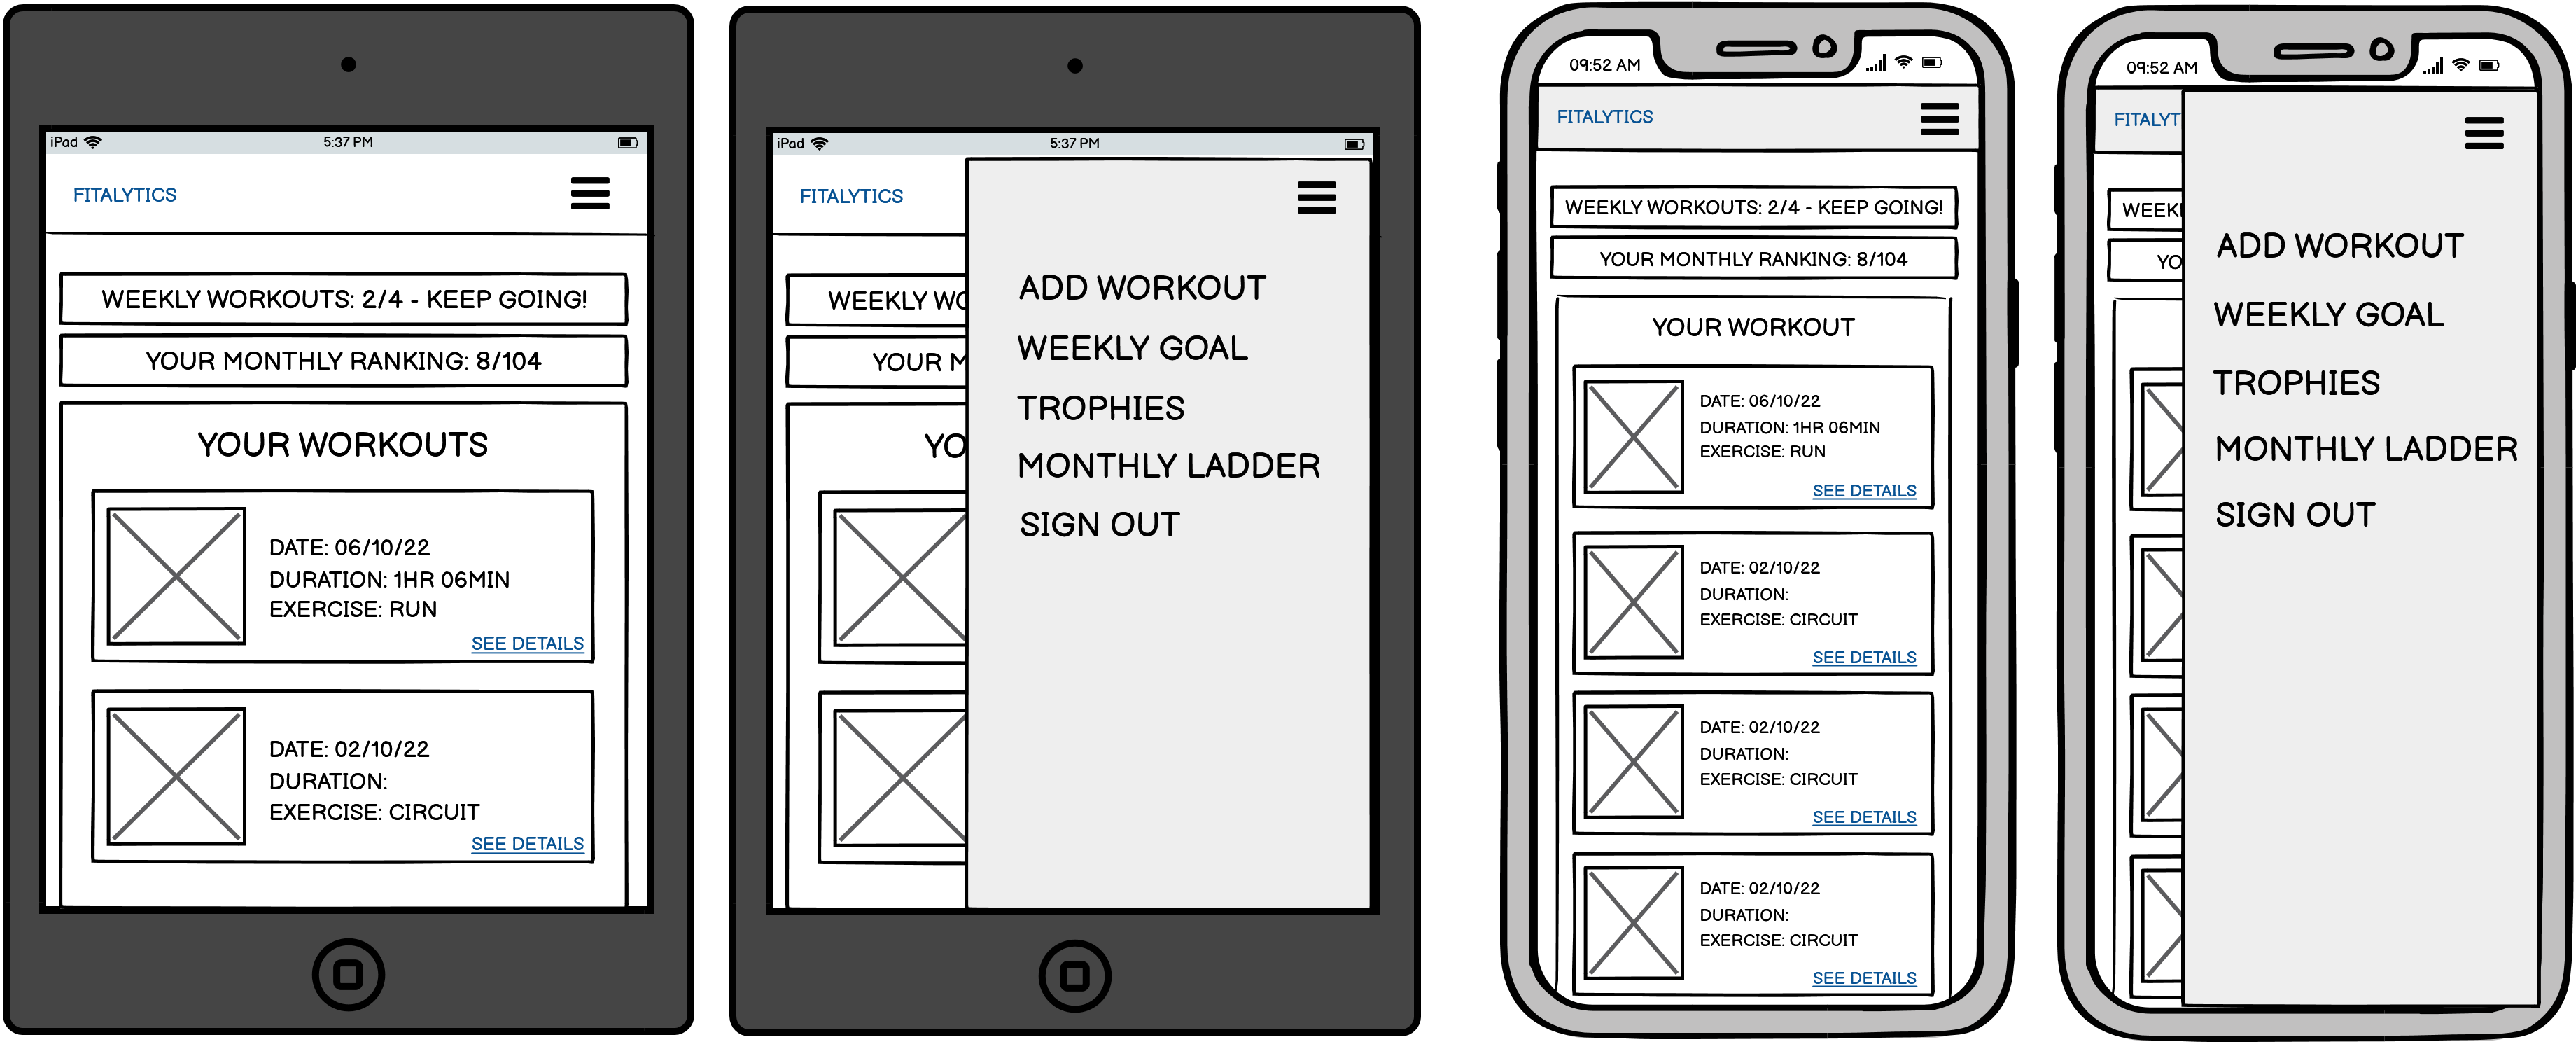 iPad 5:37 PM
FITALYTICS
WEEKLY WORKOUTS: 2/4 - KEEP GOING!
YOUR MONTHLY RANKING: 8/104
YOUR WORKOUTS
DATE: 06/10/22
DURATION: 1HR 06MIN
EXERCISE: RUN
SEE DETAILS
DATE: 02/10/22
DURATION:
EXERCISE: CIRCUIT
SEE DETAILS
iPad 5:37 PM
FITALYTICS
WEEKLY WO
YOUR M
YO
ADD WORKOUT
WEEKLY GOAL
TROPHIES
MONTHLY LADDER
SIGN OUT
09:52 AM
FITALYTICS
WEEKLY WORKOUTS: 2/4 - KEEP GOING!
YOUR MONTHLY RANKING: 8/104
YOUR WORKOUT
DATE: 06/10/22
DURATION: 1HR 06MIN
EXERCISE: RUN
SEE DETAILS
DATE: 02/10/22
DURATION:
EXERCISE: CIRCUIT
SEE DETAILS
DATE: 02/10/22
DURATION:
EXERCISE: CIRCUIT
SEE DETAILS
DATE: 02/10/22
DURATION:
EXERCISE: CIRCUIT
SEE DETAILS
09:52 AM
FITALYT
WEEKL
YO
ADD WORKOUT
WEEKLY GOAL
TROPHIES
MONTHLY LADDER
SIGN OUT